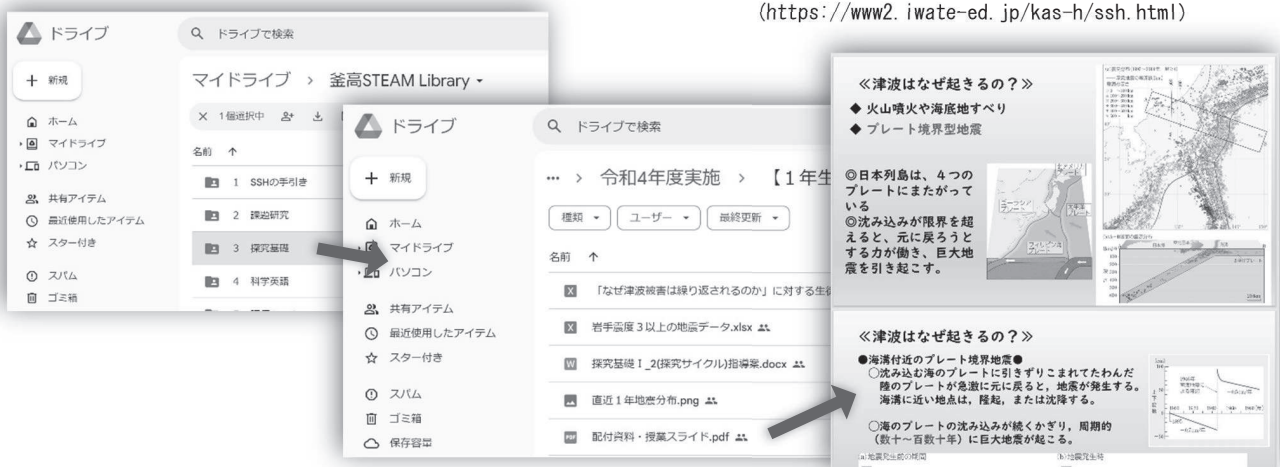 (https://www2.iwate-ed.jp/kas-h/ssh.html)
ドライブ
ドライブで検索
新規
マイドライブ > 釜高STEAM Library
1個選択中
ホーム
マイドライブ
パソコン
共有アイテム
最近使用したアイテム
スター付き
スパム
ゴミ箱
名前 ↑
1 SSHの手引き
2 課題研究
3 探究基礎
4 科学英語
ドライブ
ドライブで検索
新規
ホーム
マイドライブ
パソコン
共有アイテム
最近使用したアイテム
スター付き
スパム
ゴミ箱
保存容量
… > 令和4年度実施 > 【1年生
種類
ユーザー
最終更新
名前 ↑
「なぜ津波被害は繰り返されるのか」に対する生徒
岩手震度3以上の地震データ.xlsx
探究基礎Ⅰ_2(探究サイクル)指導案.docx
直近1年地震分布.png
配付資料・授業スライド.pdf
≪津波はなぜ起きるの？≫
◆ 火山噴火や海底地すべり
◆ プレート境界型地震
◎日本列島は、4つの
プレートにまたがって
いる
◎沈み込みが限界を超
えると、元に戻ろうと
する力が働き、巨大地
震を引き起こす。
≪津波はなぜ起きるの？≫
●海溝付近のプレート境界地震●
○沈み込む海のプレートに引きずりこまれてたわんだ
陸のプレートが急激に元に戻ると，地震が発生する。
海溝に近い地点は，隆起，または沈降する。
○海のプレートの沈み込みが続くかぎり，周期的
（数十～百数十年）に巨大地震が起こる。
(a)地震発生前の期間
(b)地震発生時